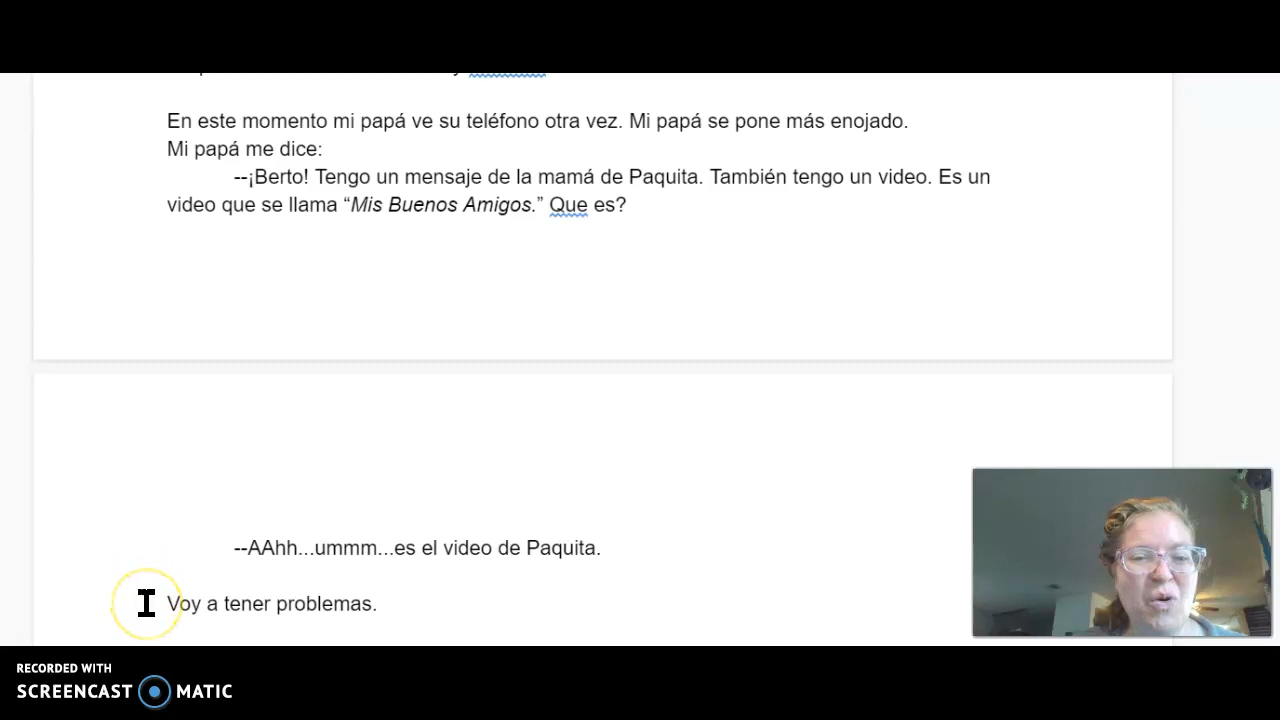 En este momento mi papá ve su teléfono otra vez. Mi papá se pone más enojado.
Mi papá me dice:
--¡Berto! Tengo un mensaje de la mamá de Paquita. También tengo un video. Es un
video que se llama “Mis Buenos Amigos.” Que es?
--AAhh...ummm...es el video de Paquita.
Voy a tener problemas.
RECORDED WITH
SCREENCAST MATIC